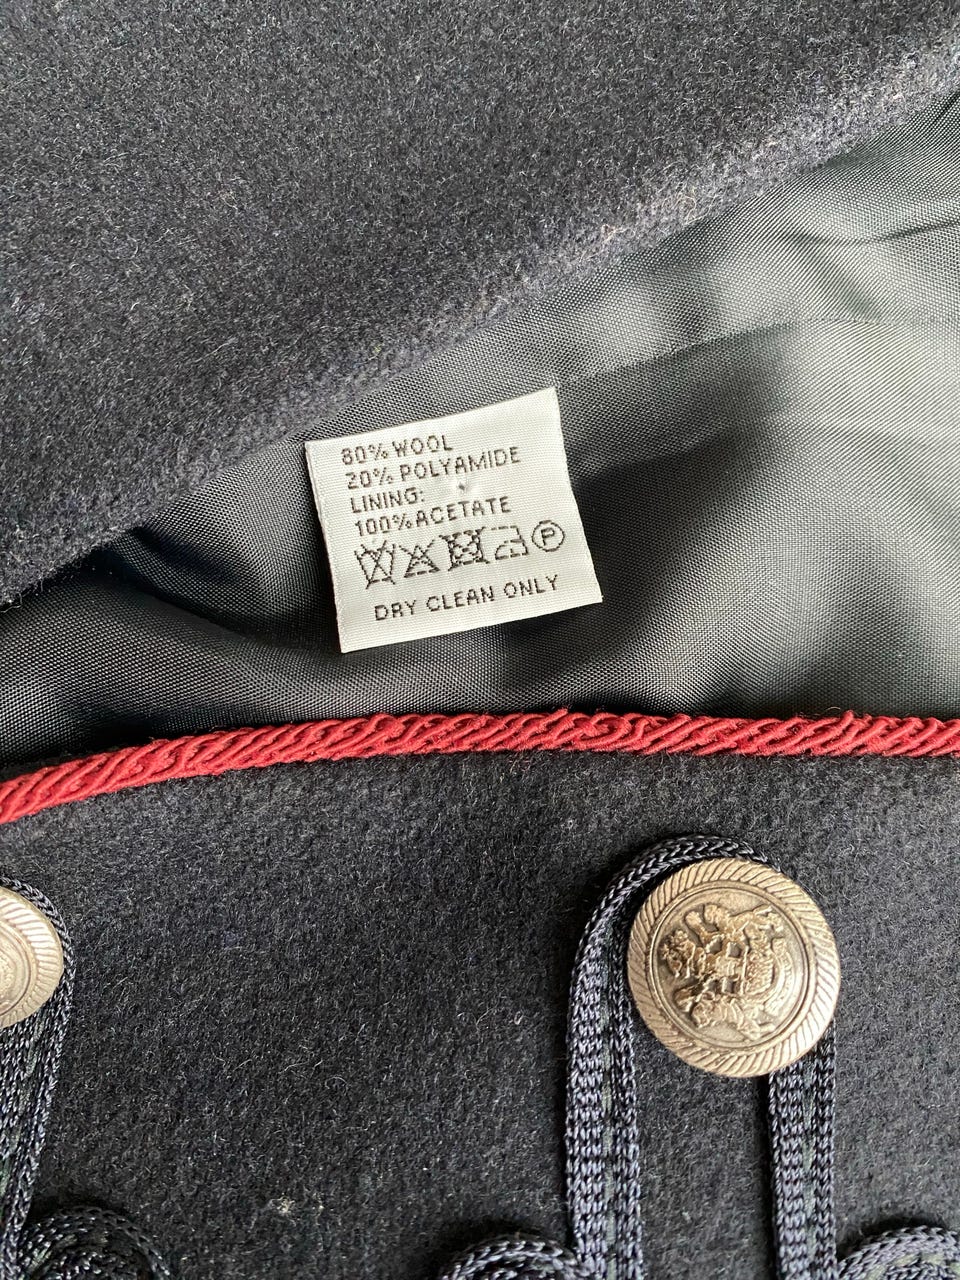 80% WOOL
20% POLYAMIDE
LINING:
100% ACETATE
P
DRY CLEAN ONLY